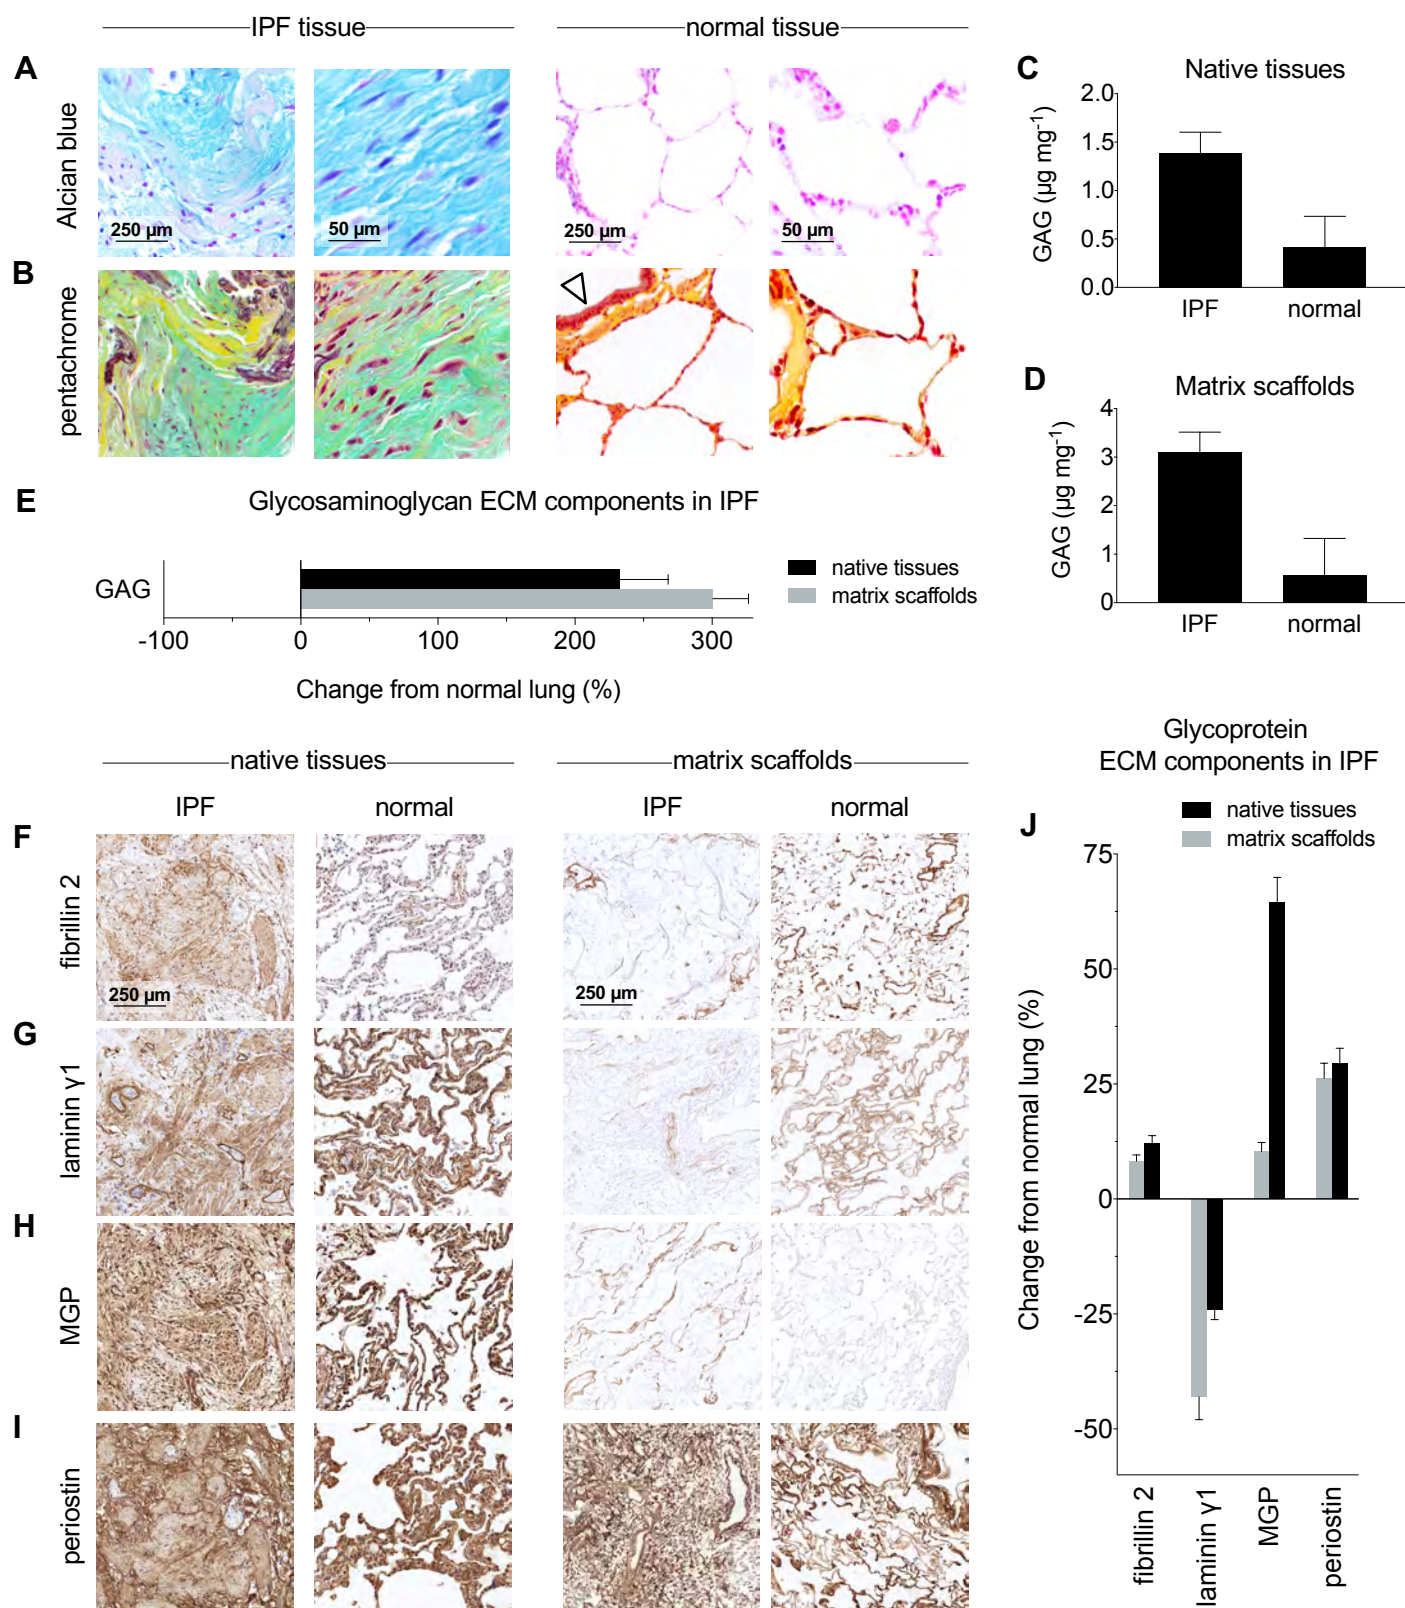 IPF tissue
normal tissue
A
Alcian blue
250 µm
50 µm
250 µm
50 µm
B
pentachrome
C
Native tissues
GAG (µg mg-1)
2.0
1.5
1.0
0.5
0.0
IPF
normal
D
Matrix scaffolds
GAG (µg mg-1)
4
3
2
1
0
IPF
normal
E
Glycosaminoglycan ECM components in IPF
GAG
native tissues
matrix scaffolds
-100
0
100
200
300
Change from normal lung (%)
native tissues
matrix scaffolds
IPF
normal
IPF
normal
F
fibrillin 2
250 µm
250 µm
G
laminin γ1
H
MGP
I
periostin
Glycoprotein
ECM components in IPF
J
native tissues
matrix scaffolds
Change from normal lung (%)
75
50
25
0
-25
-50
fibrillin 2
laminin γ1
MGP
periostin